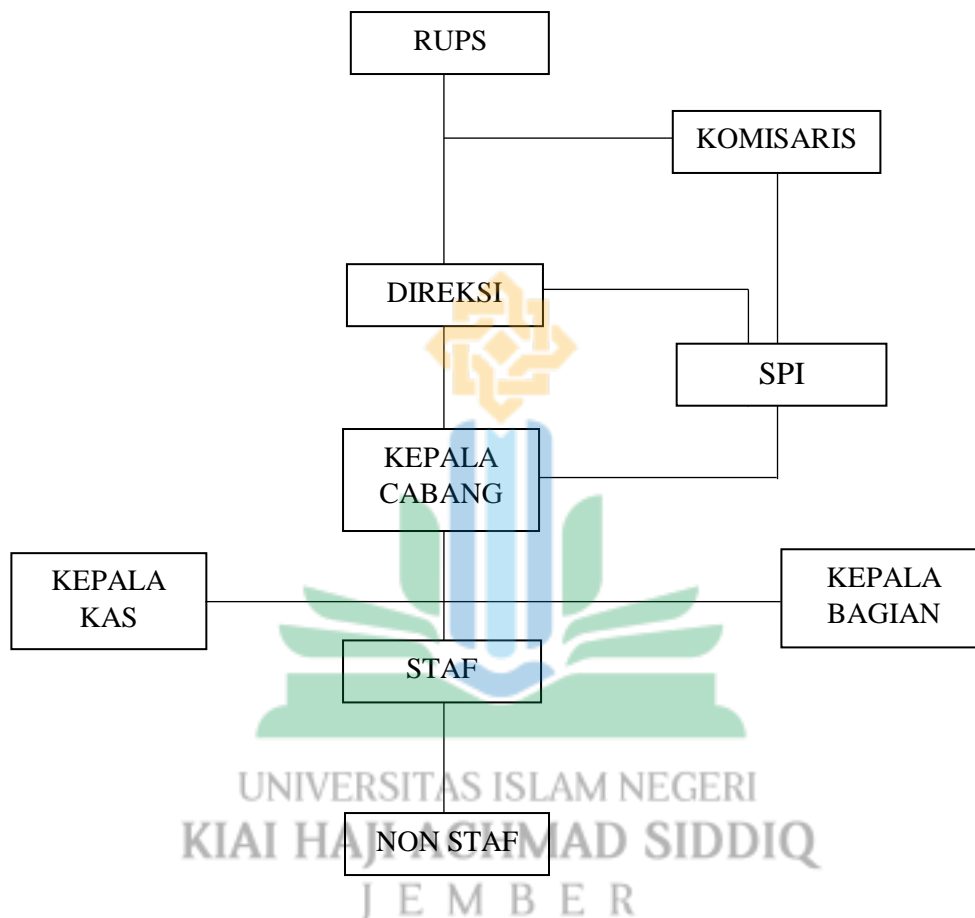 RUPS
KOMISARIS
DIREKSI
SPI
KEPALA
CABANG
KEPALA
KAS
KEPALA
BAGIAN
STAF
UNIVERSITAS ISLAM NEGERI
KIAI HAJI ACHMAD SIDDIQ
NON STAF
JEMBER